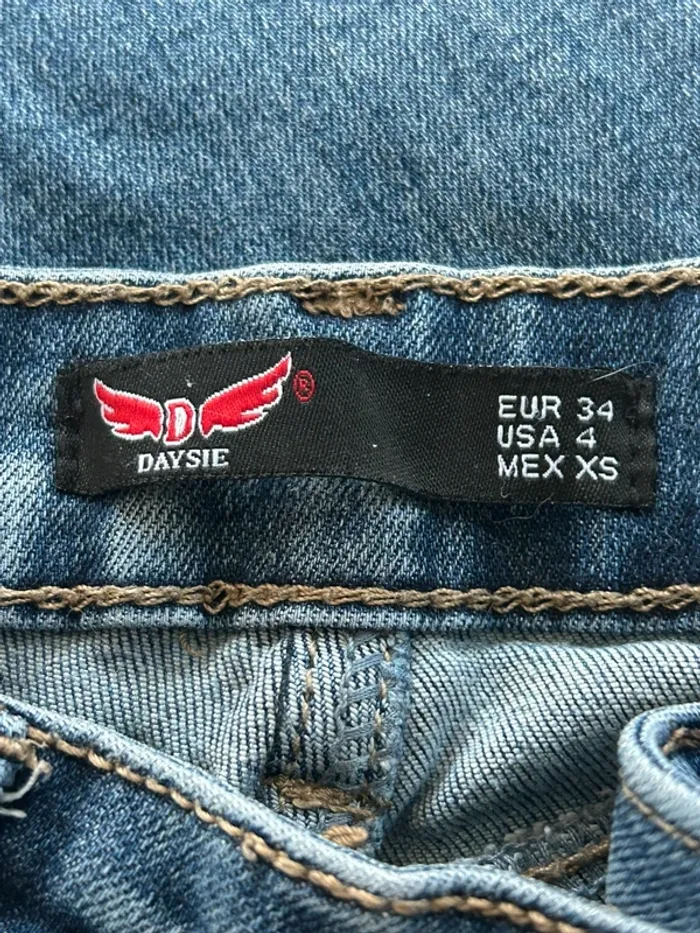 D
®
DAYSIE
EUR 34
USA 4
MEX XS